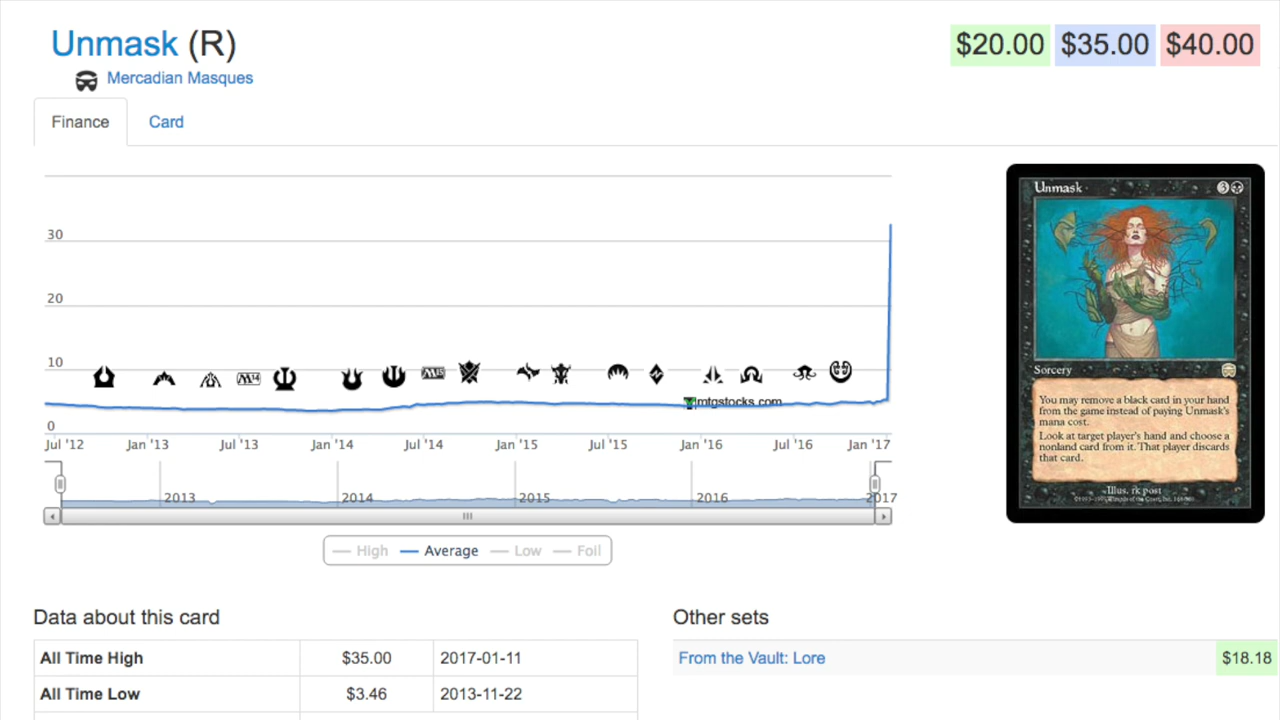 Unmask (R)
$20.00 $35.00 $40.00
Mercadian Masques
Finance Card
30
20
10
0
M14
M15
mtgstocks.com
Jul '12 Jan '13 Jul '13 Jan '14 Jul '14 Jan '15 Jul '15 Jan '16 Jul '16 Jan '17
2013 2014 2015 2016 2017
High Average Low Foil
Unmask 3
Sorcery
You may remove a black card in your hand
from the game instead of paying Unmask's
mana cost.
Look at target player's hand and choose a
nonland card from it. That player discards
that card.
Illus. rk post
Data about this card
All Time High $35.00 2017-01-11
All Time Low $3.46 2013-11-22
Other sets
From the Vault: Lore $18.18